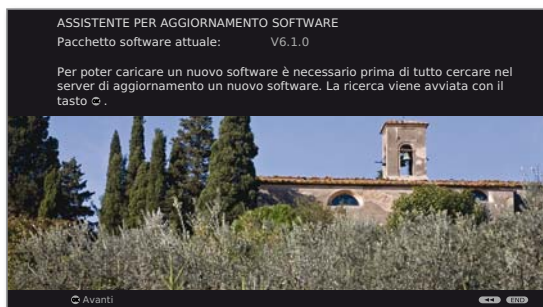 ASSISTENTE PER AGGIORNAMENTO SOFTWARE
Pacchetto software attuale: V6.1.0
Per poter caricare un nuovo software è necessario prima di tutto cercare nel
server di aggiornamento un nuovo software. La ricerca viene avviata con il
tasto OK .
Avanti
END